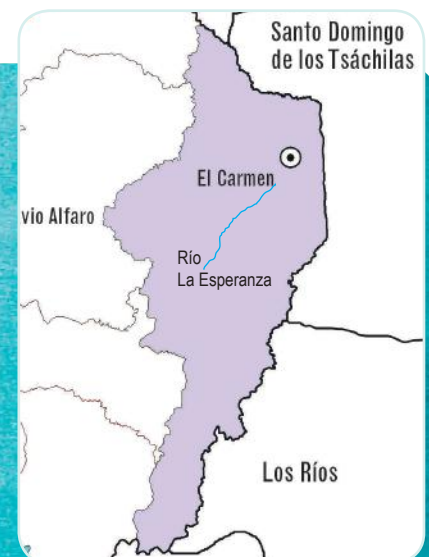 Santo Domingo
de los Tsáchilas
El Carmen
vio Alfaro
Río
La Esperanza
Los Ríos